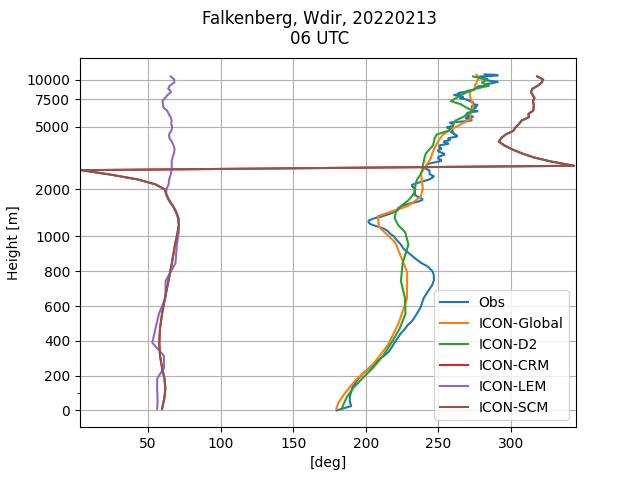 Falkenberg, Wdir, 20220213
06 UTC
10000
7500
5000
2000
1000
800
600
400
200
0
Height [m]
50
100
150
200
250
300
[deg]
Obs
ICON-Global
ICON-D2
ICON-CRM
ICON-LEM
ICON-SCM